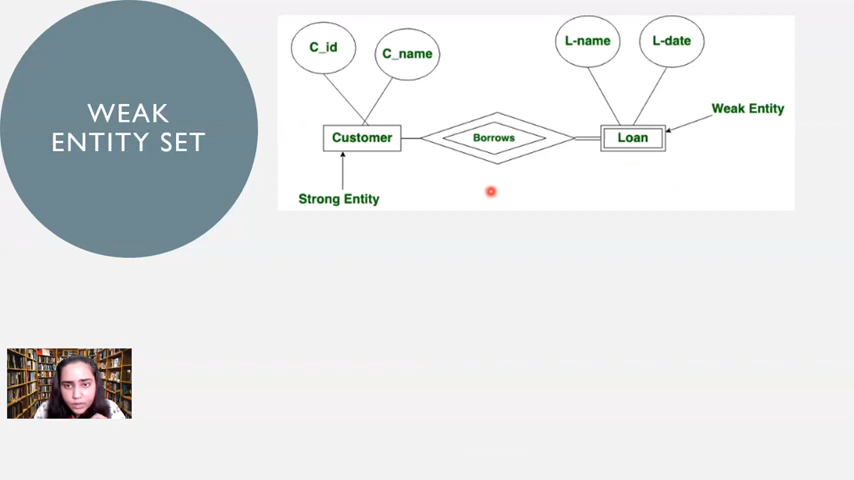 WEAK
ENTITY SET
C_id
C_name
L-name
L-date
Weak Entity
Customer
Borrows
Loan
Strong Entity